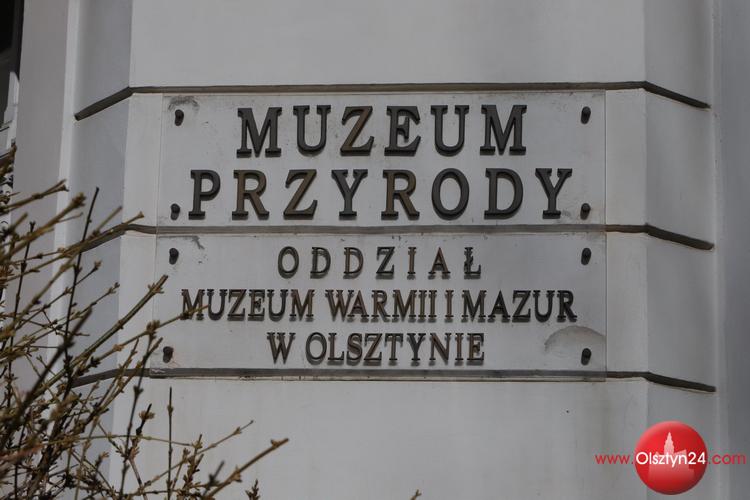 MUZEUM
PRZYRODY
ODDZIAŁ
MUZEUM WARMII I MAZUR
W OLSZTYNIE
www.Olsztyn24.com